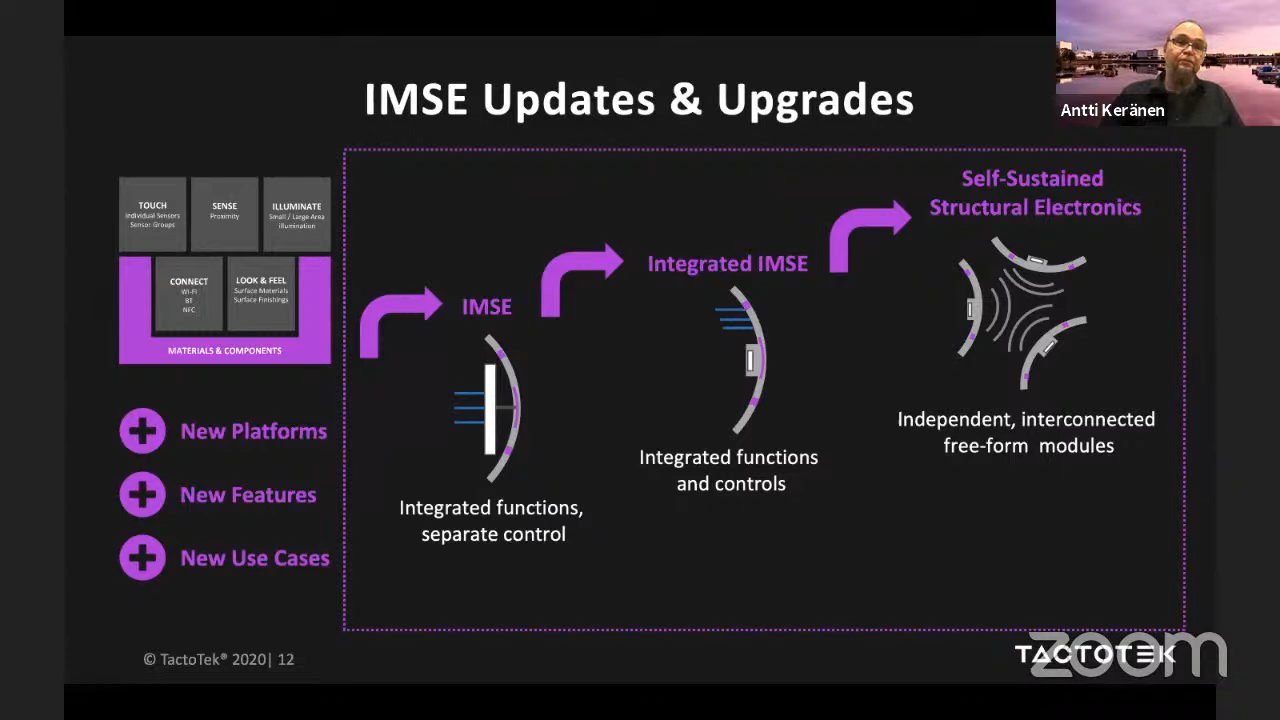 IMSE Updates & Upgrades
Antti Keränen
TOUCH
Individual Sensors
Sensor Groups
SENSE
Proximity
ILLUMINATE
Small / Large Area
illumination
CONNECT
Wi-Fi
BT
NFC
LOOK & FEEL
Surface Materials
Surface Finishings
MATERIALS & COMPONENTS
New Platforms
New Features
New Use Cases
IMSE
Integrated functions,
separate control
Integrated IMSE
Integrated functions
and controls
Self-Sustained
Structural Electronics
Independent, interconnected
free-form modules
© TactoTek® 2020| 12
TACTOTEK
zoom